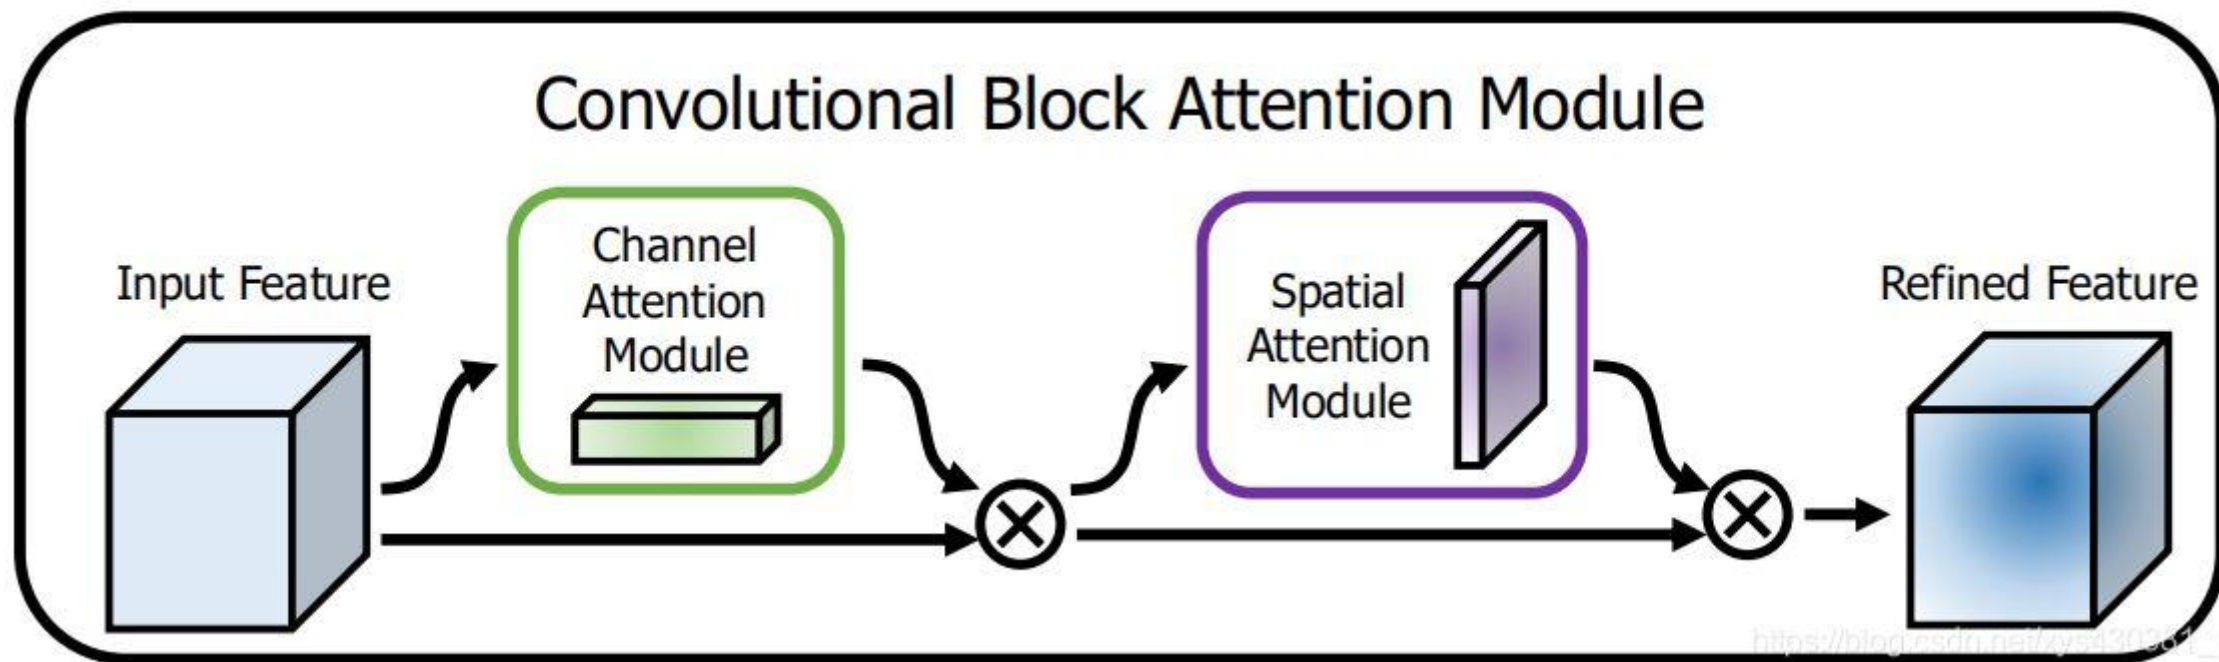 Convolutional Block Attention Module
Channel
Attention
Module
Spatial
Attention
Module
Input Feature
Refined Feature